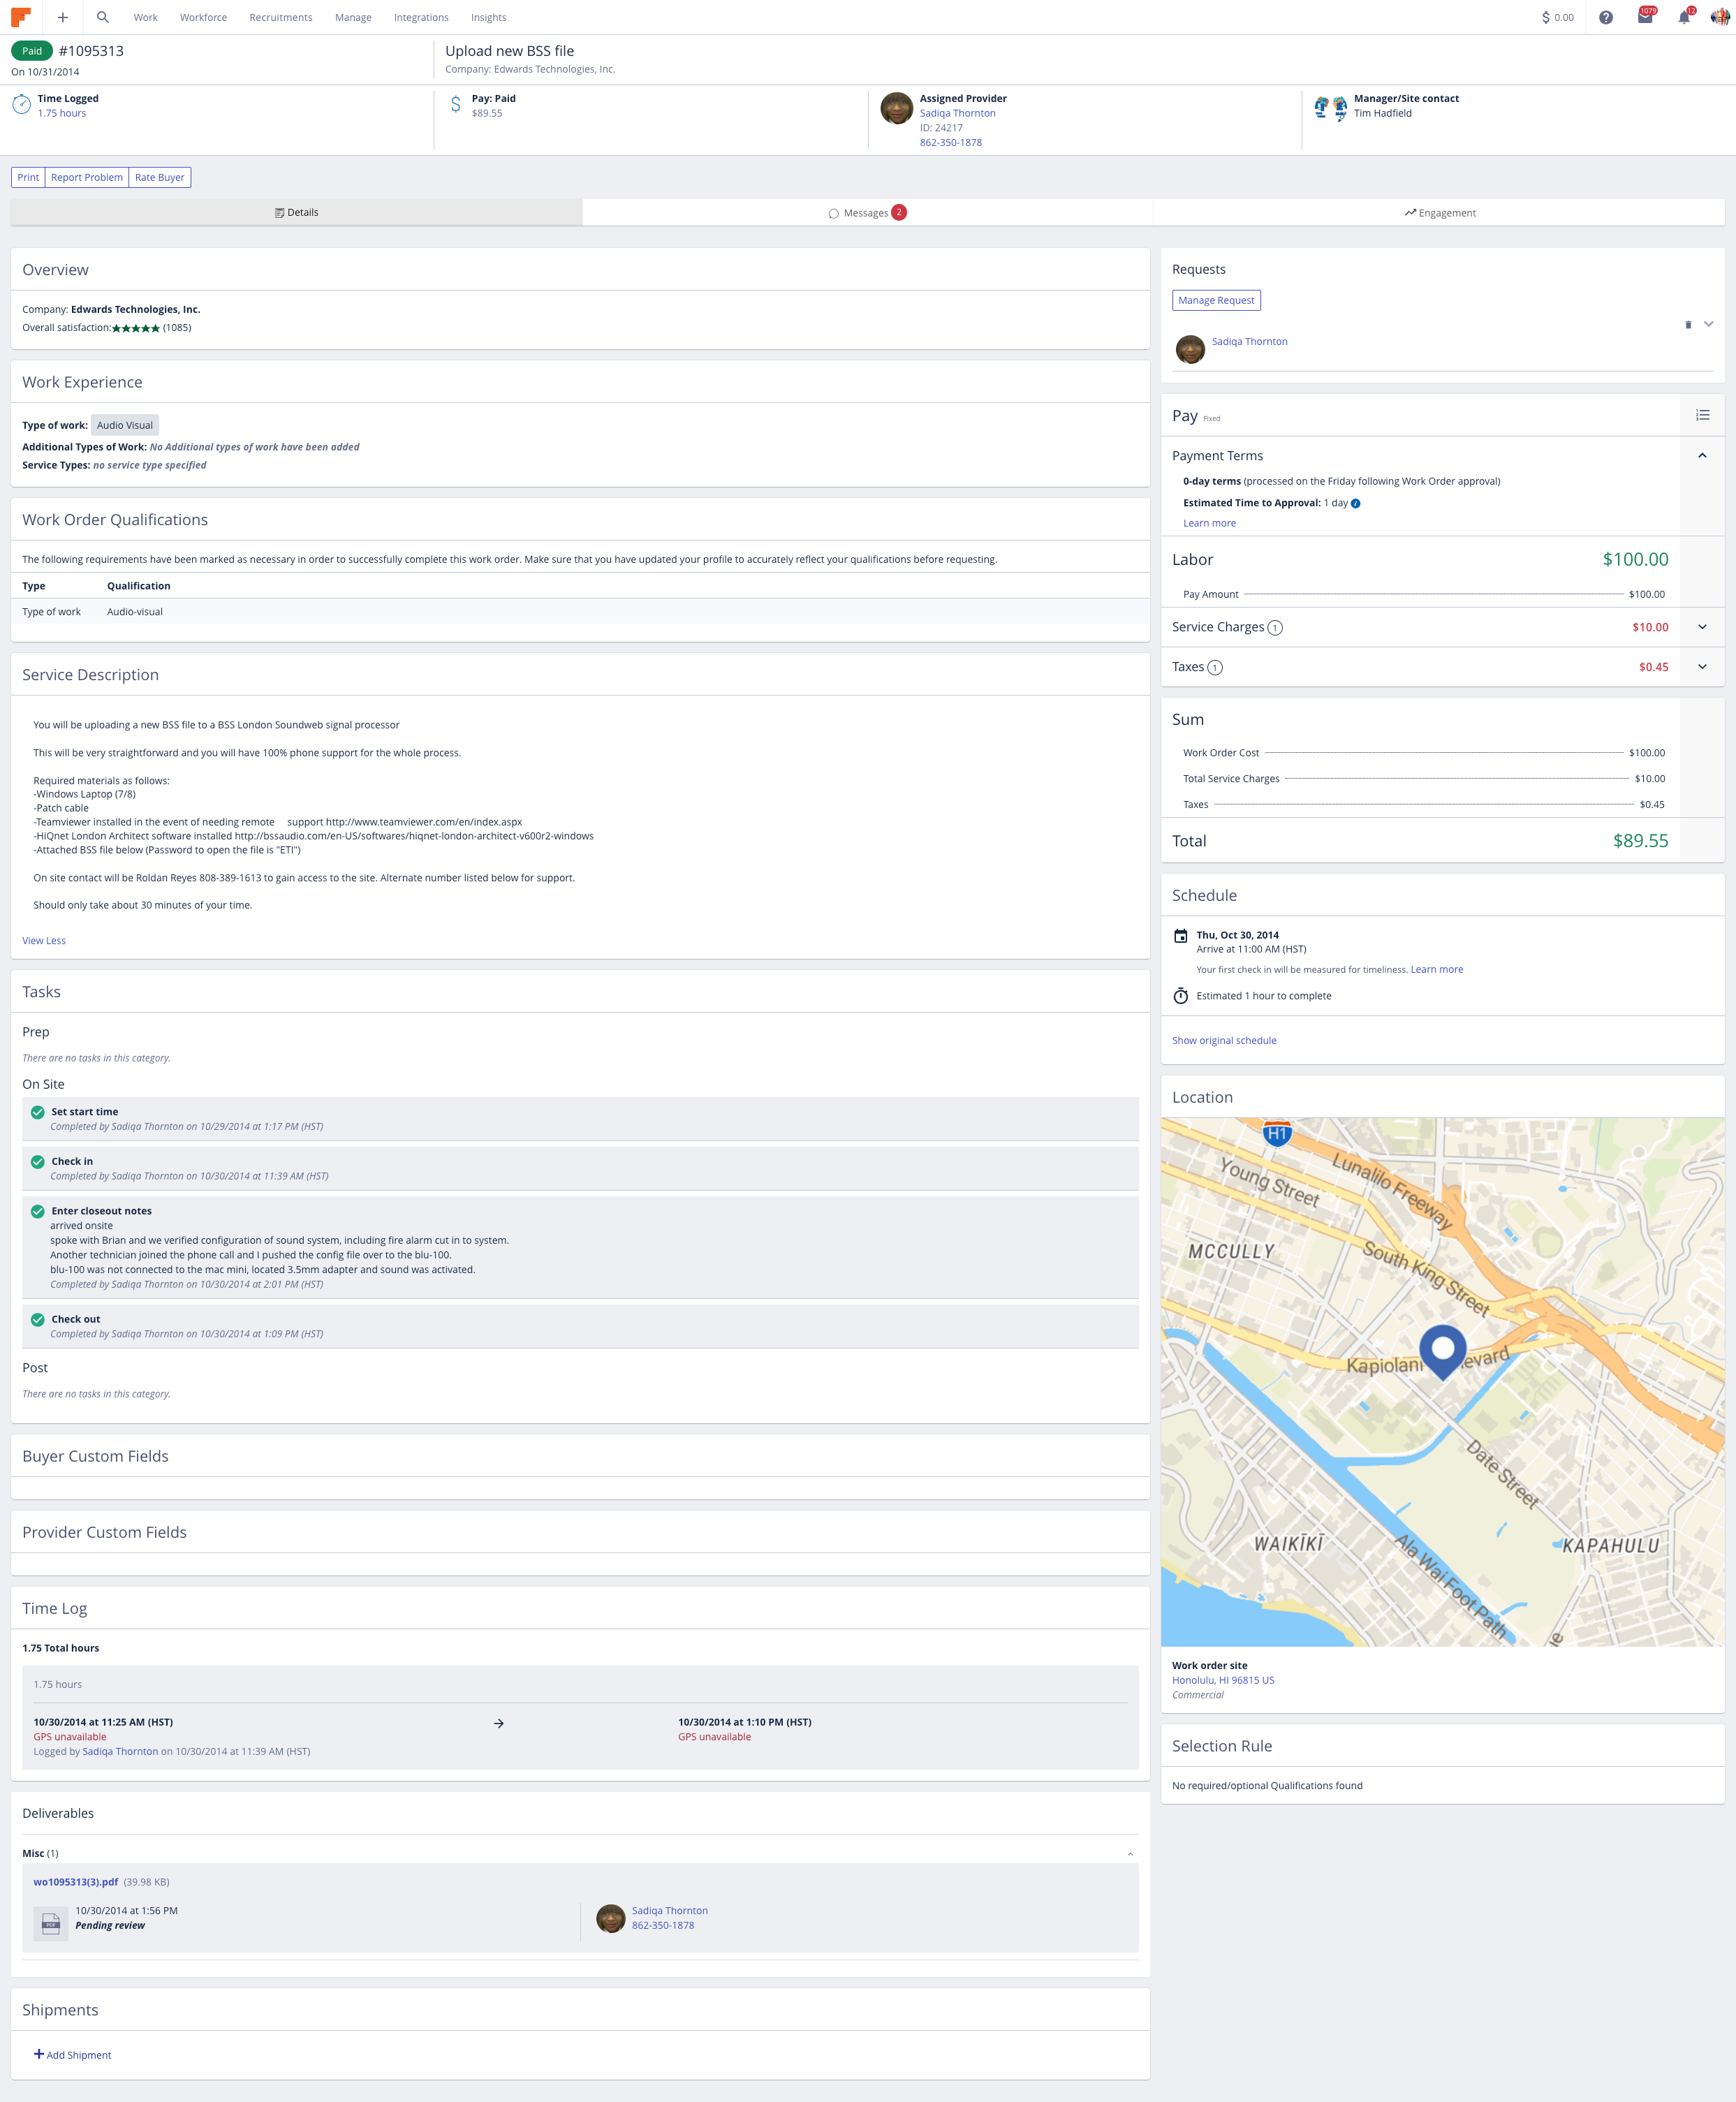 Work
Workforce
Recruitments
Manage
Integrations
Insights
$ 0.00
1079
12
Paid #1095313
On 10/31/2014
Upload new BSS file
Company: Edwards Technologies, Inc.
Time Logged
1.75 hours
Pay: Paid
$89.55
Assigned Provider
Sadiqa Thornton
ID: 24217
862-350-1878
Manager/Site contact
Tim Hadfield
Print
Report Problem
Rate Buyer
Details
Messages 2
Engagement
Overview
Company: Edwards Technologies, Inc.
Overall satisfaction:★★★★★ (1085)
Work Experience
Type of work: Audio Visual
Additional Types of Work: No Additional types of work have been added
Service Types: no service type specified
Work Order Qualifications
The following requirements have been marked as necessary in order to successfully complete this work order. Make sure that you have updated your profile to accurately reflect your qualifications before requesting.
Type Qualification
Type of work Audio-visual
Service Description
You will be uploading a new BSS file to a BSS London Soundweb signal processor
This will be very straightforward and you will have 100% phone support for the whole process.
Required materials as follows:
-Windows Laptop (7/8)
-Patch cable
-Teamviewer installed in the event of needing remote support http://www.teamviewer.com/en/index.aspx
-HiQnet London Architect software installed http://bssaudio.com/en-US/softwares/hiqnet-london-architect-v600r2-windows
-Attached BSS file below (Password to open the file is "ETI")
On site contact will be Roldan Reyes 808-389-1613 to gain access to the site. Alternate number listed below for support.
Should only take about 30 minutes of your time.
View Less
Tasks
Prep
There are no tasks in this category.
On Site
Set start time
Completed by Sadiqa Thornton on 10/29/2014 at 1:17 PM (HST)
Check in
Completed by Sadiqa Thornton on 10/30/2014 at 11:39 AM (HST)
Enter closeout notes
arrived onsite
spoke with Brian and we verified configuration of sound system, including fire alarm cut in to system.
Another technician joined the phone call and I pushed the config file over to the blu-100.
blu-100 was not connected to the mac mini, located 3.5mm adapter and sound was activated.
Completed by Sadiqa Thornton on 10/30/2014 at 2:01 PM (HST)
Check out
Completed by Sadiqa Thornton on 10/30/2014 at 1:09 PM (HST)
Post
There are no tasks in this category.
Buyer Custom Fields
Provider Custom Fields
Time Log
1.75 Total hours
1.75 hours
10/30/2014 at 11:25 AM (HST)
GPS unavailable
Logged by Sadiqa Thornton on 10/30/2014 at 11:39 AM (HST)
10/30/2014 at 1:10 PM (HST)
GPS unavailable
Deliverables
Misc (1)
wo1095313(3).pdf (39.98 KB)
PDF
10/30/2014 at 1:56 PM
Pending review
Sadiqa Thornton
862-350-1878
Shipments
Add Shipment
Requests
Manage Request
Sadiqa Thornton
Pay Fixed
Payment Terms
0-day terms (processed on the Friday following Work Order approval)
Estimated Time to Approval: 1 day
Learn more
Labor $100.00
Pay Amount $100.00
Service Charges 1 $10.00
Taxes 1 $0.45
Sum
Work Order Cost $100.00
Total Service Charges $10.00
Taxes $0.45
Total $89.55
Schedule
Thu, Oct 30, 2014
Arrive at 11:00 AM (HST)
Your first check in will be measured for timeliness. Learn more
Estimated 1 hour to complete
Show original schedule
Location
H1
Young Street
Lunalilo Freeway
MCCULLY
South King Street
Kapiolani
evard
Date Street
WAIKĪKĪ
KAPAHULU
Ala Wai Foot Path
Work order site
Honolulu, HI 96815 US
Commercial
Selection Rule
No required/optional Qualifications found